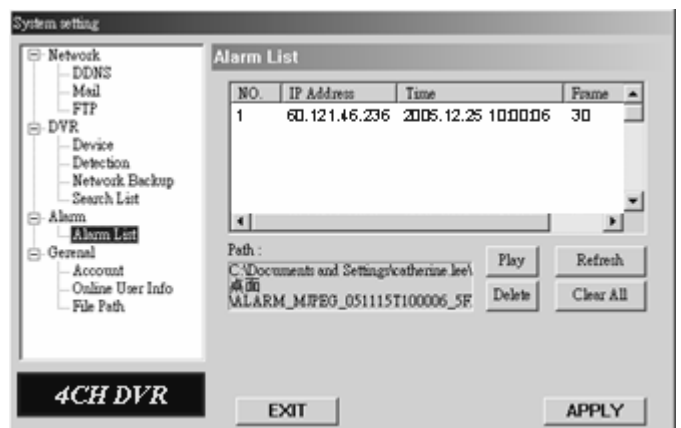 System setting
Network
DDNS
Mail
FTP
DVR
Device
Detection
Network Backup
Search List
Alarm
Alarm List
Gerenal
Account
Online User Info
File Path
4CH DVR
Alarm List
NO. IP Address Time Frame
1 60.121.46.236 2005.12.25 10:00:06 30
Path :
C:\Documents and Settings\catherine.lee\
桌面
\ALARM_MJPEG_051115T100006_5F
Play
Refresh
Delete
Clear All
EXIT
APPLY